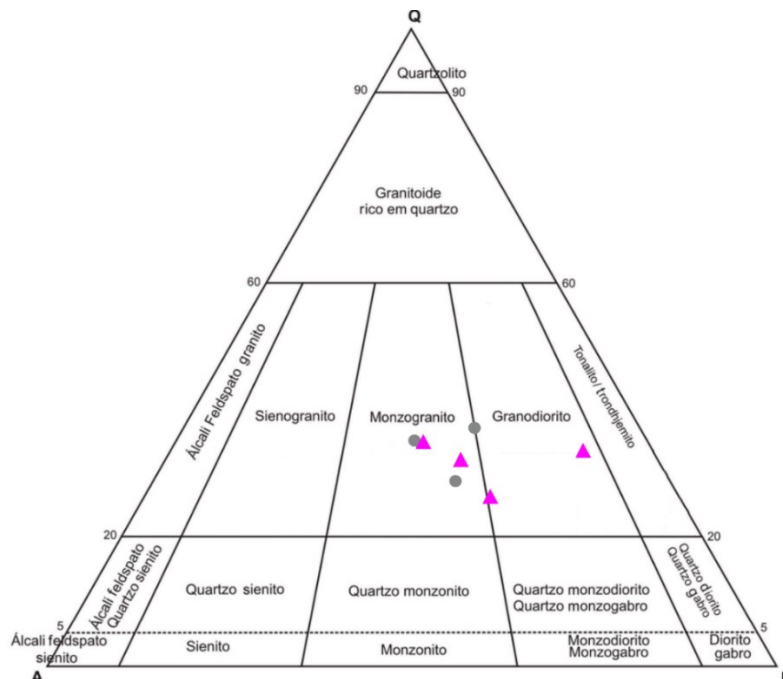 Q
Quartzolito
90
90
Granitoide
rico em quartzo
60
60
Álcali Feldspato granito
Sienogranito
Monzogranito
Granodiorito
Tonalito/trondhjemito
20
20
Álcali feldspato
Quartzo sienito
Quartzo sienito
Quartzo monzonito
Quartzo monzodiorito
Quartzo monzogabro
Quartzo diorito
Quartzo gabro
5
5
Álcali feldspato
sienito
Sienito
Monzonito
Monzodiorito
Monzogabro
Diorito
gabro
A